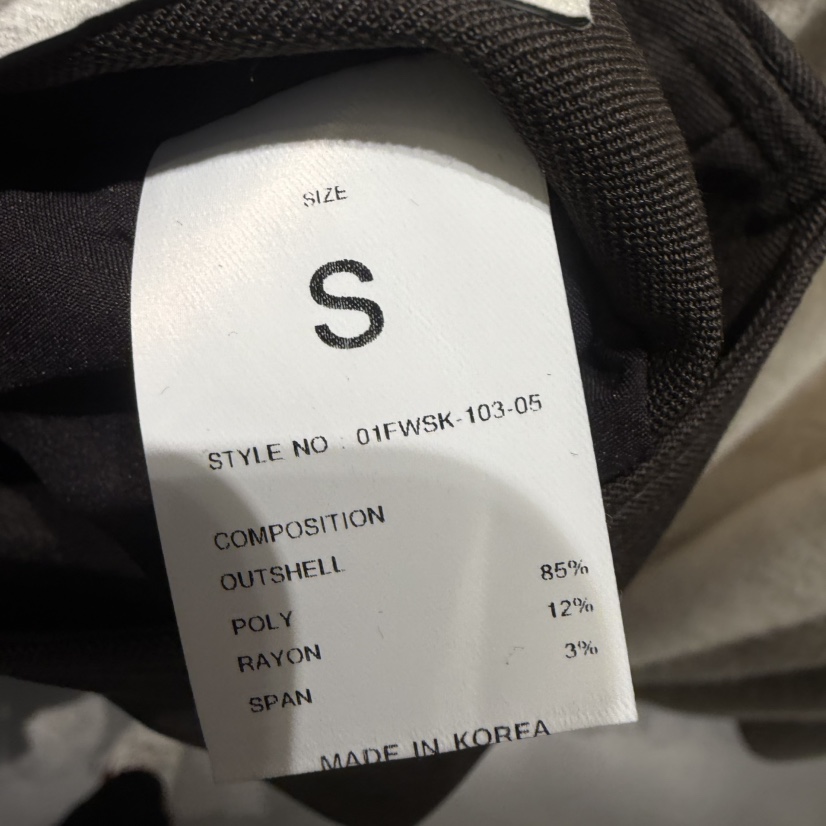 SIZE
S
STYLE NO : 01FWSK-103-05
COMPOSITION
OUTSHELL
POLY 85%
RAYON 12%
SPAN 3%
MADE IN KOREA